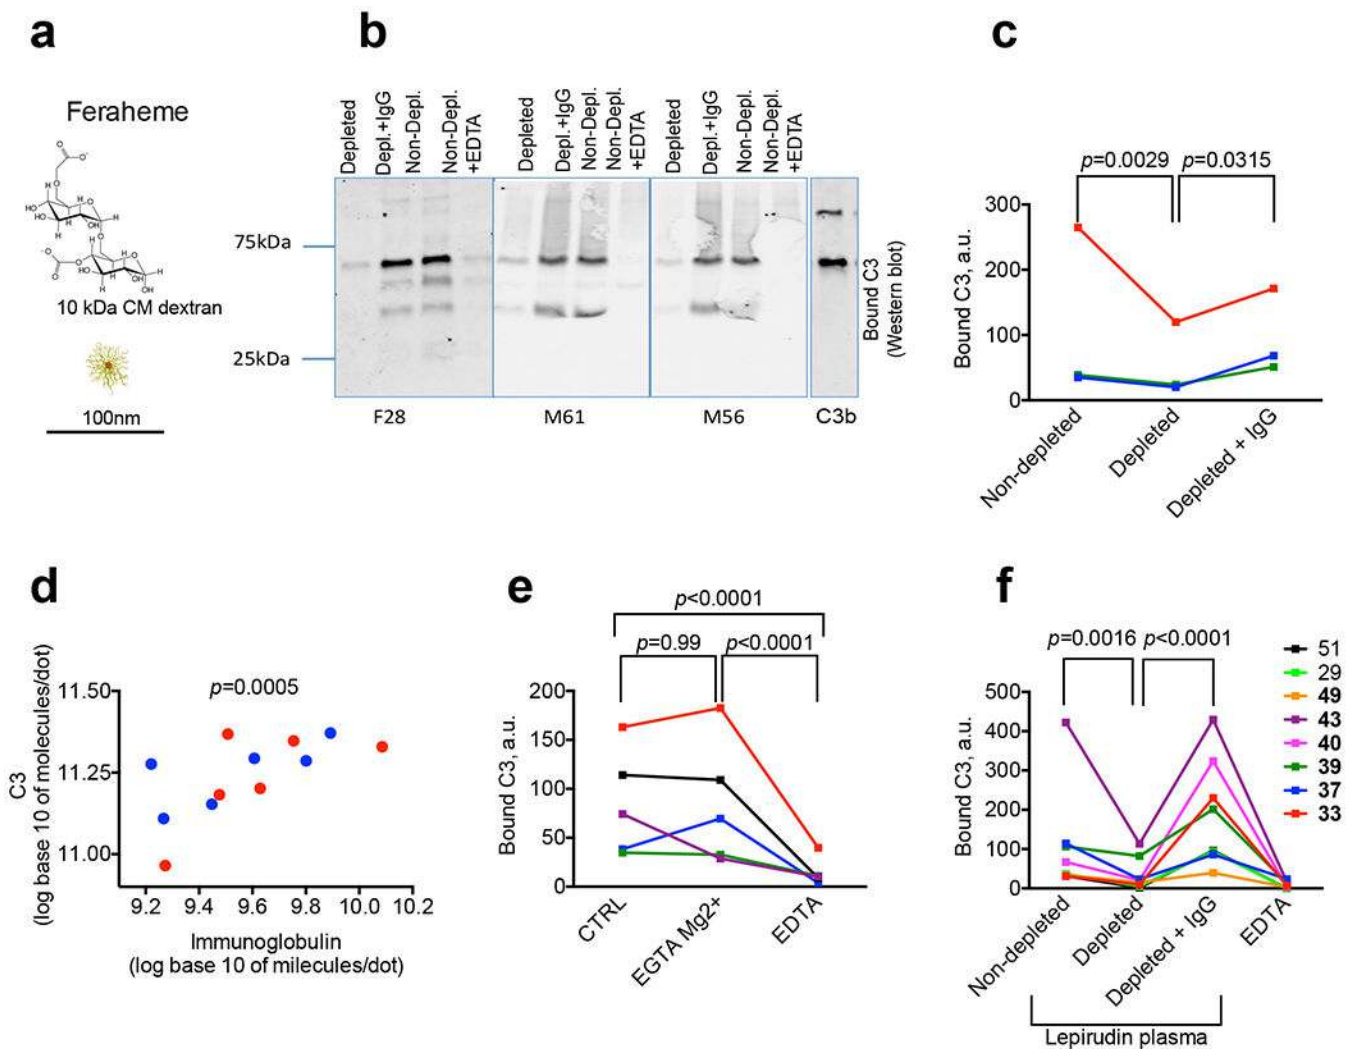 a
Feraheme
O
O-
O
H
H
O
HO
HO
H
H
OH
H
O
H
O-
O
O
H
H
O
HO
H
H
OH
H
OH
10 kDa CM dextran
100nm
b
Depleted
Depl.+IgG
Non-Depl.
Non-Depl.
+EDTA
Depleted
Depl.+IgG
Non-Depl.
Non-Depl.
+EDTA
Depleted
Depl.+IgG
Non-Depl.
Non-Depl.
+EDTA
75kDa
25kDa
Bound C3
(Western blot)
F28
M61
M56
C3b
c
p=0.0029
p=0.0315
300
200
100
0
Bound C3, a.u.
Non-depleted
Depleted
Depleted + IgG
d
p=0.0005
11.50
11.25
11.00
C3
(log base 10 of molecules/dot)
9.2 9.4 9.6 9.8 10.0 10.2
Immunoglobulin
(log base 10 of milecules/dot)
e
p<0.0001
p=0.99
p<0.0001
200
150
100
50
0
Bound C3, a.u.
CTRL
EGTA Mg2+
EDTA
f
p=0.0016
p<0.0001
500
400
300
200
100
0
Bound C3, a.u.
Non-depleted
Depleted
Depleted + IgG
EDTA
Lepirudin plasma
51
29
49
43
40
39
37
33